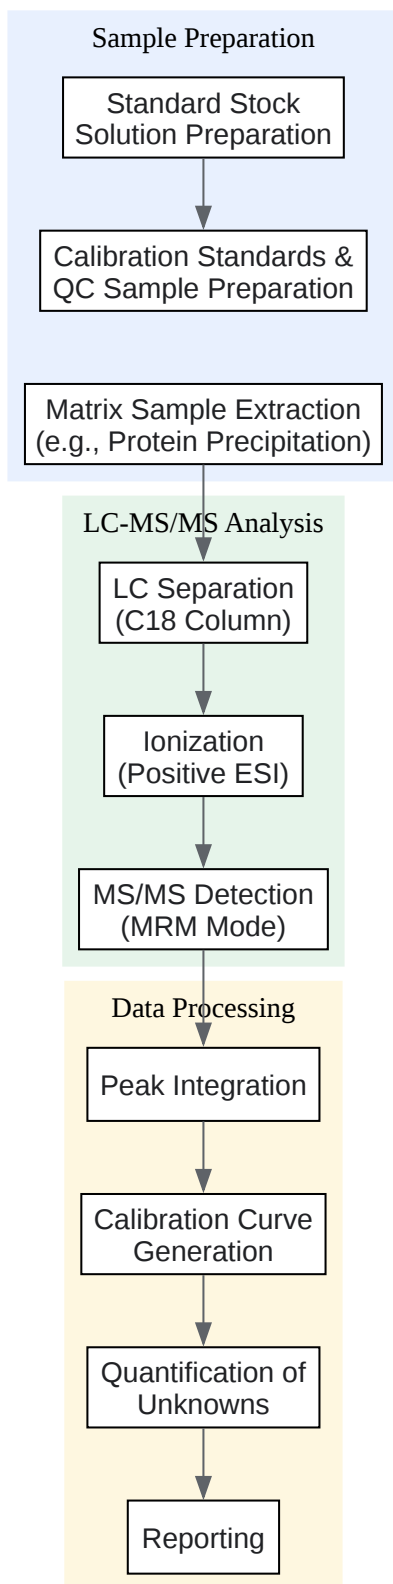 Sample Preparation
Standard Stock
Solution Preparation
Calibration Standards &
QC Sample Preparation
Matrix Sample Extraction
(e.g., Protein Precipitation)
LC-MS/MS Analysis
LC Separation
(C18 Column)
Ionization
(Positive ESI)
MS/MS Detection
(MRM Mode)
Data Processing
Peak Integration
Calibration Curve
Generation
Quantification of
Unknowns
Reporting